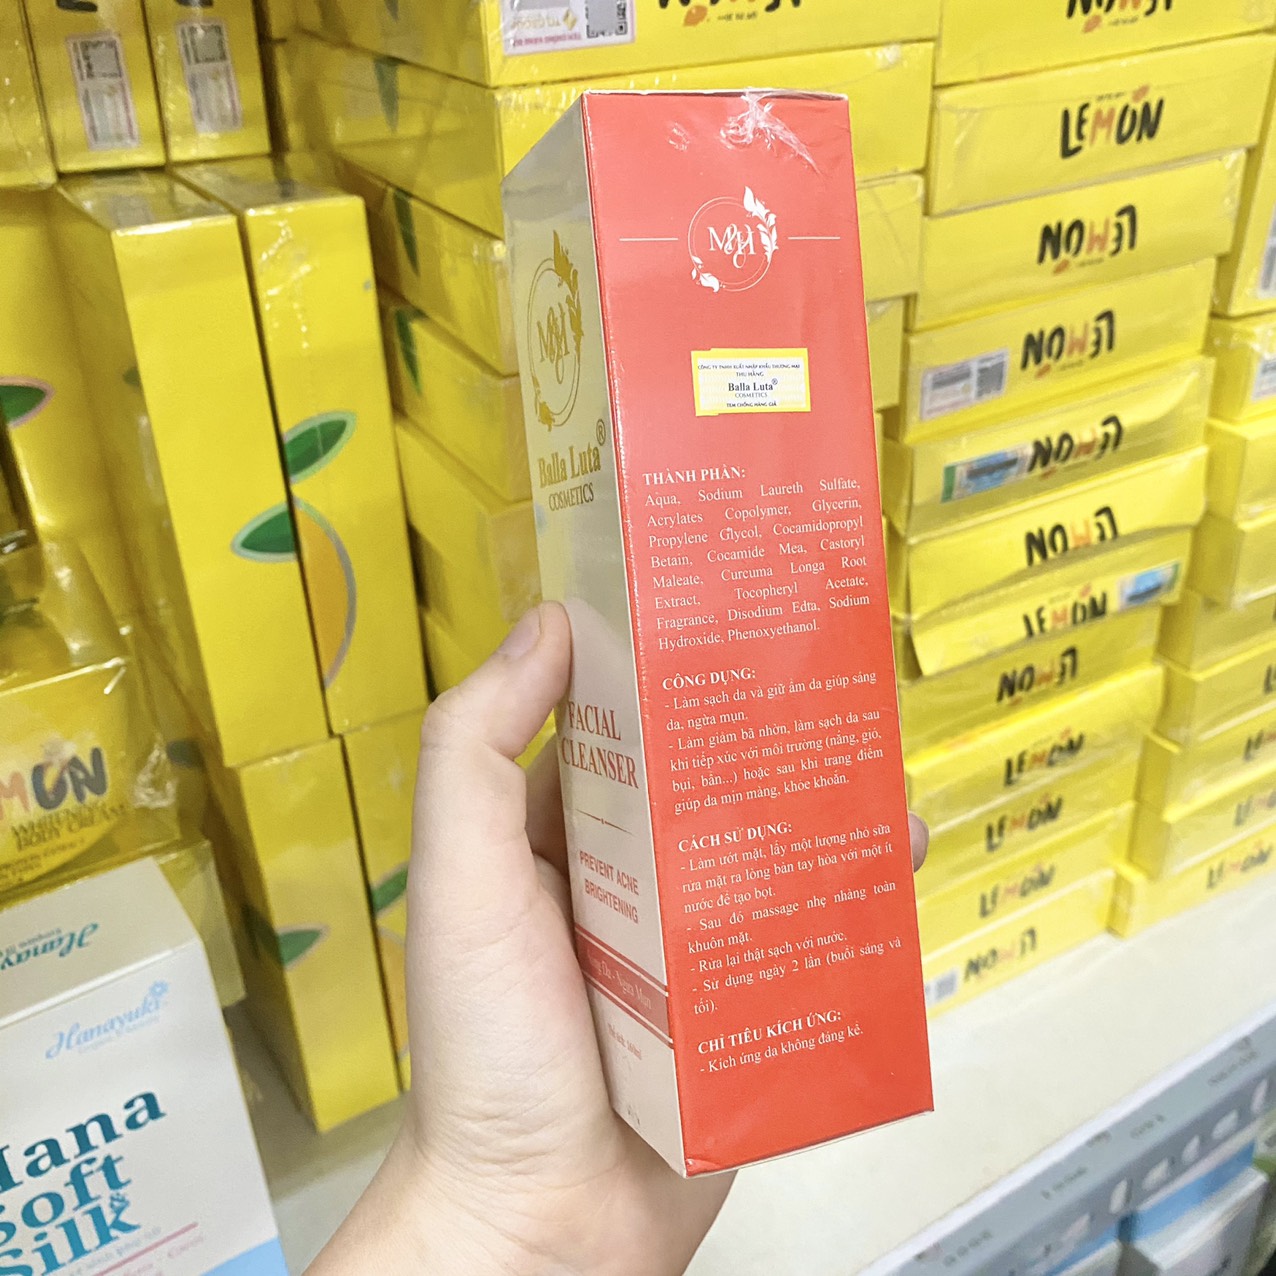 LEMON
LEMON
LEMON
LEMON
LEMON
LEMON
LEMON
LEMON
LEMON
LEMON
LEMON
LEMON
M&H
CÔNG TY TNHH XUẤT NHẬP KHẨU THƯƠNG MẠI
THU HẰNG
Balla Luta®
COSMETICS
TEM CHỐNG HÀNG GIẢ
THÀNH PHẦN:
Aqua, Sodium Laureth Sulfate,
Acrylates Copolymer, Glycerin,
Propylene Glycol, Cocamidopropyl
Betain, Cocamide Mea, Castoryl
Maleate, Curcuma Longa Root
Extract, Tocopheryl Acetate,
Fragrance, Disodium Edta, Sodium
Hydroxide, Phenoxyethanol.
CÔNG DỤNG:
- Làm sạch da và giữ ẩm da giúp sáng
da, ngừa mụn.
- Làm giảm bã nhờn, làm sạch da sau
khi tiếp xúc với môi trường (nắng, gió,
bụi, bẩn...) hoặc sau khi trang điểm
giúp da mịn màng, khỏe khoắn.
CÁCH SỬ DỤNG:
- Làm ướt mặt, lấy một lượng nhỏ sữa
rửa mặt ra lòng bàn tay hòa với một ít
nước để tạo bọt.
- Sau đó massage nhẹ nhàng toàn
khuôn mặt.
- Rửa lại thật sạch với nước.
- Sử dụng ngày 2 lần (buổi sáng và
tối).
CHỈ TIÊU KÍCH ỨNG:
- Kích ứng da không đáng kể.
M&H
Balla Luta®
COSMETICS
FACIAL
CLEANSER
PREVENT ACNE
BRIGHTENING
Da - Ngừa Mụn
MON
WHITENING
BODY CREAM
Hanayuki
Hana
Soft
&
Silk